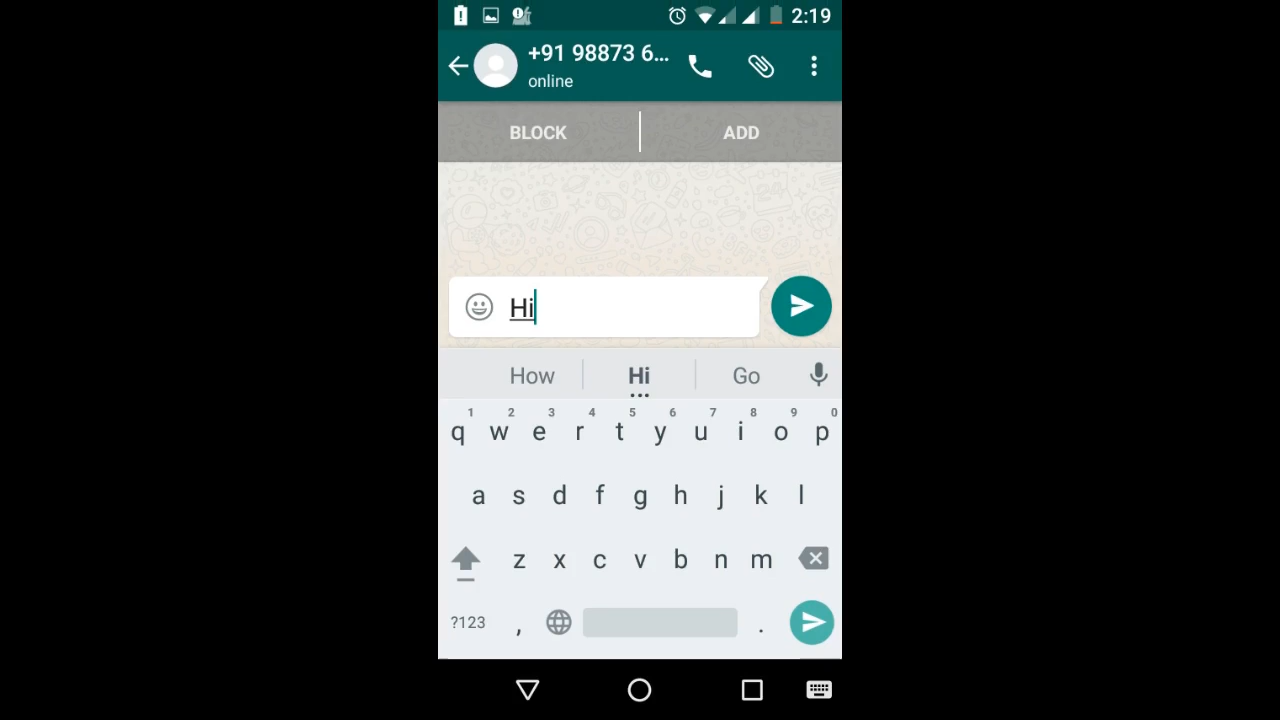 2:19
+91 98873 6...
online
BLOCK ADD
Hi
How Hi Go
1 2 3 4 5 6 7 8 9 0
q w e r t y u i o p
a s d f g h j k l
z x c v b n m
?123 , .